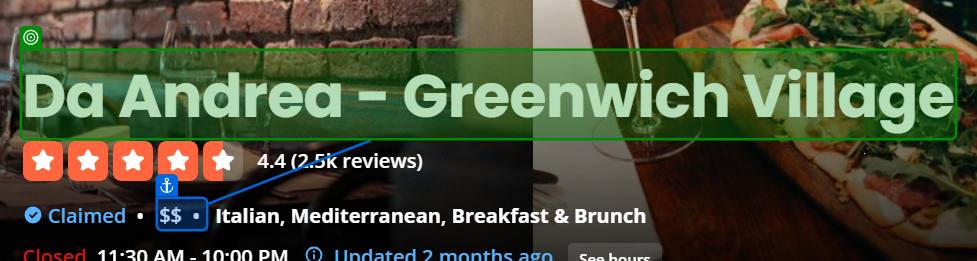 Da Andrea - Greenwich Village
4.4 (2.5k reviews)
Claimed • $$ • Italian, Mediterranean, Breakfast & Brunch
Closed 11:30 AM - 10:00 PM Updated 2 months ago See hours